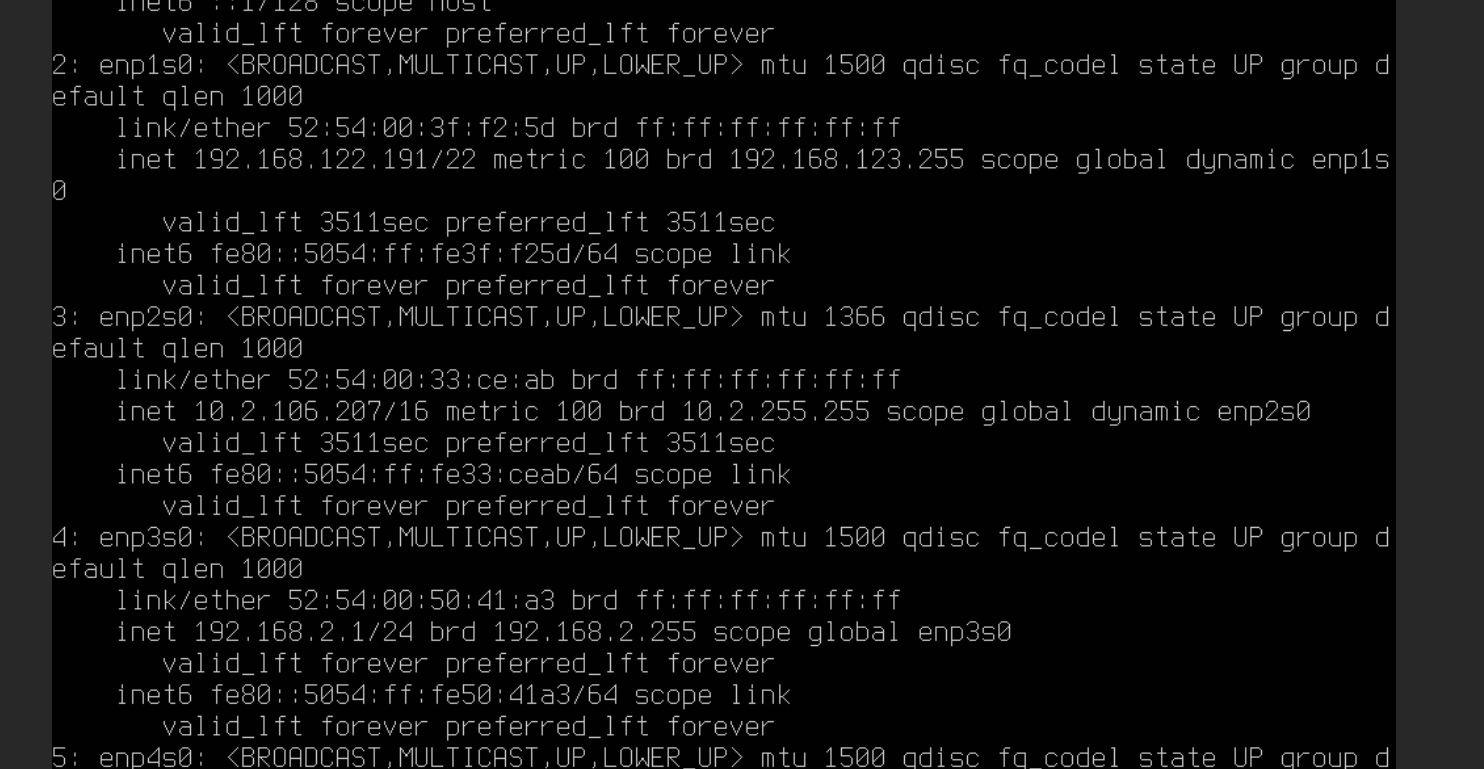 inet6 ::1/128 scope host
valid_lft forever preferred_lft forever
2: enp1s0: <BROADCAST,MULTICAST,UP,LOWER_UP> mtu 1500 qdisc fq_codel state UP group d
efault qlen 1000
link/ether 52:54:00:3f:f2:5d brd ff:ff:ff:ff:ff:ff
inet 192.168.122.191/22 metric 100 brd 192.168.123.255 scope global dynamic enp1s
0
valid_lft 3511sec preferred_lft 3511sec
inet6 fe80::5054:ff:fe3f:f25d/64 scope link
valid_lft forever preferred_lft forever
3: enp2s0: <BROADCAST,MULTICAST,UP,LOWER_UP> mtu 1366 qdisc fq_codel state UP group d
efault qlen 1000
link/ether 52:54:00:33:ce:ab brd ff:ff:ff:ff:ff:ff
inet 10.2.106.207/16 metric 100 brd 10.2.255.255 scope global dynamic enp2s0
valid_lft 3511sec preferred_lft 3511sec
inet6 fe80::5054:ff:fe33:ceab/64 scope link
valid_lft forever preferred_lft forever
4: enp3s0: <BROADCAST,MULTICAST,UP,LOWER_UP> mtu 1500 qdisc fq_codel state UP group d
efault qlen 1000
link/ether 52:54:00:50:41:a3 brd ff:ff:ff:ff:ff:ff
inet 192.168.2.1/24 brd 192.168.2.255 scope global enp3s0
valid_lft forever preferred_lft forever
inet6 fe80::5054:ff:fe50:41a3/64 scope link
valid_lft forever preferred_lft forever
5: enp4s0: <BROADCAST,MULTICAST,UP,LOWER_UP> mtu 1500 qdisc fq_codel state UP group d